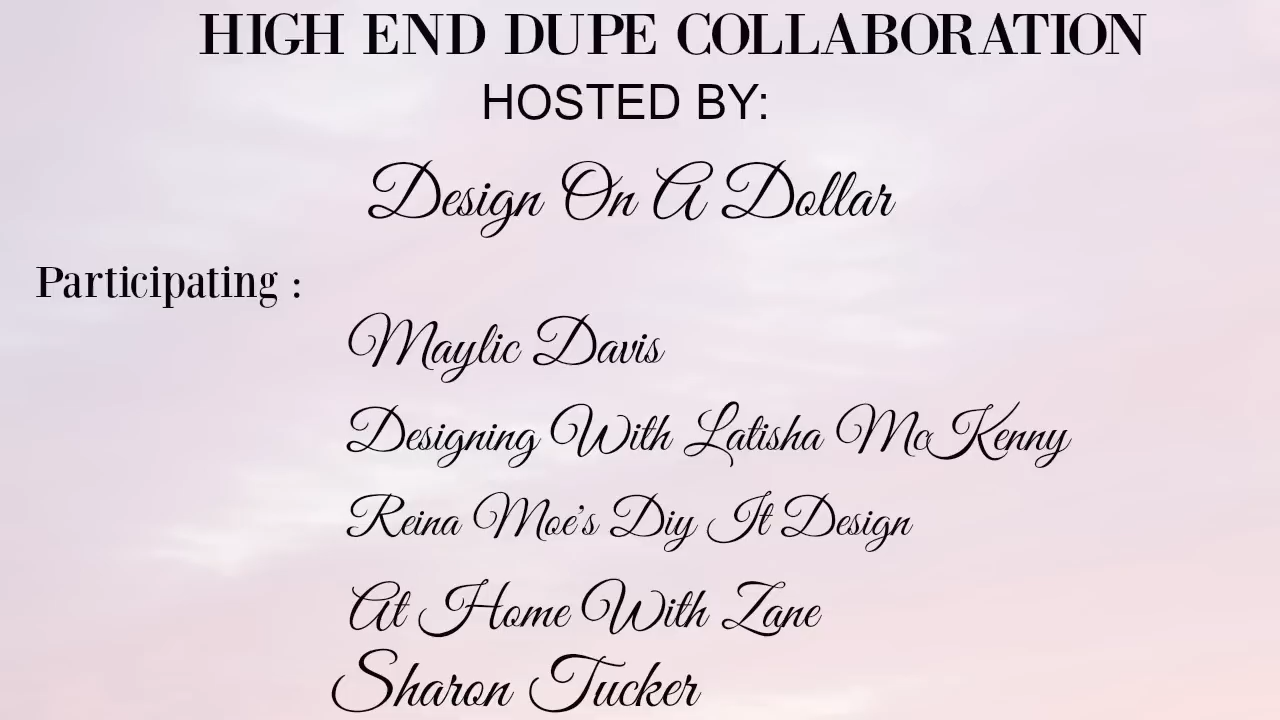 HIGH END DUPE COLLABORATION
HOSTED BY:
Design On A Dollar
Participating :
Maylic Davis
Designing With Latisha McKenny
Reina Moe's Diy It Design
At Home With Zane
Sharon Tucker